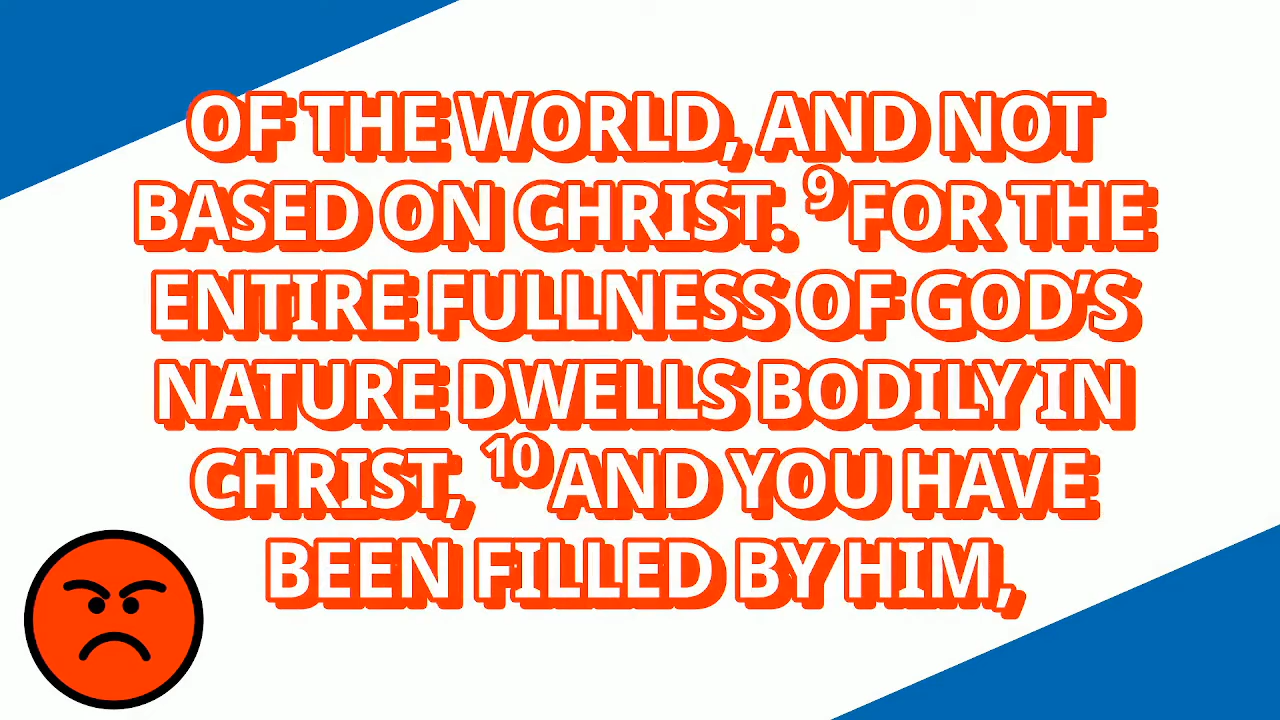 OF THE WORLD, AND NOT
BASED ON CHRIST. ⁹ FOR THE
ENTIRE FULLNESS OF GOD’S
NATURE DWELLS BODILY IN
CHRIST, ¹⁰ AND YOU HAVE
BEEN FILLED BY HIM,